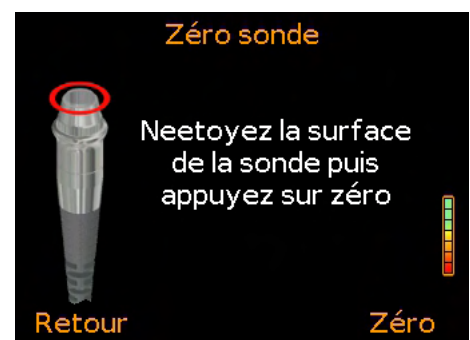 Zéro sonde
Neetoyez la surface
de la sonde puis
appuyez sur zéro
Retour Zéro